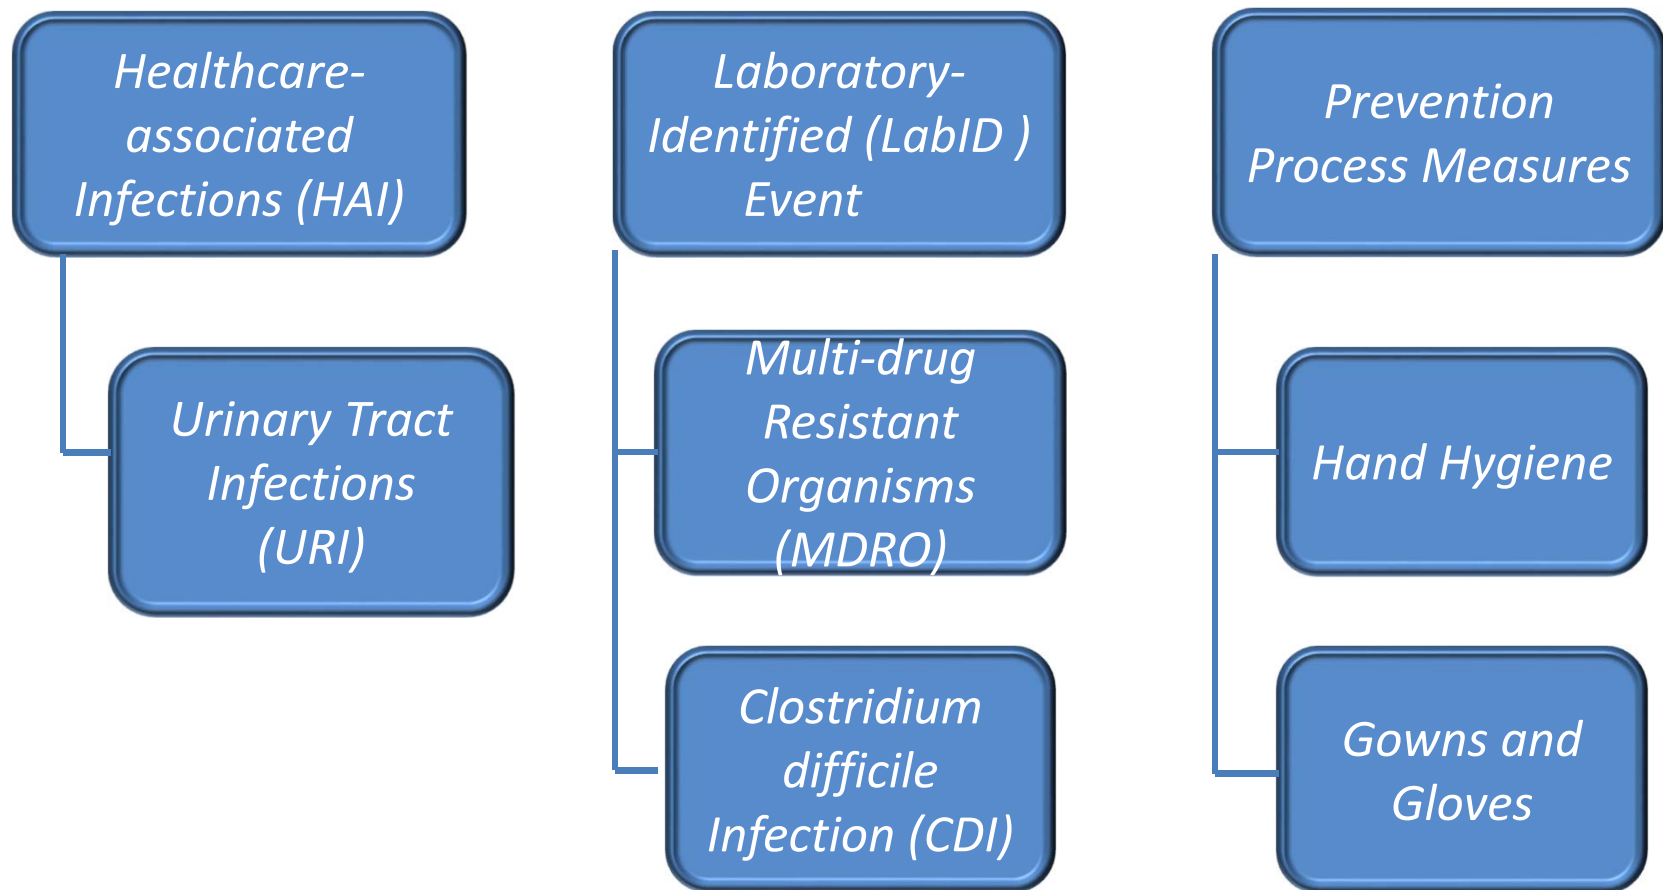 Healthcare-
associated
Infections (HAI)
Urinary Tract
Infections
(URI)
Laboratory-
Identified (LabID )
Event
Multi-drug
Resistant
Organisms
(MDRO)
Clostridium
difficile
Infection (CDI)
Prevention
Process Measures
Hand Hygiene
Gowns and
Gloves